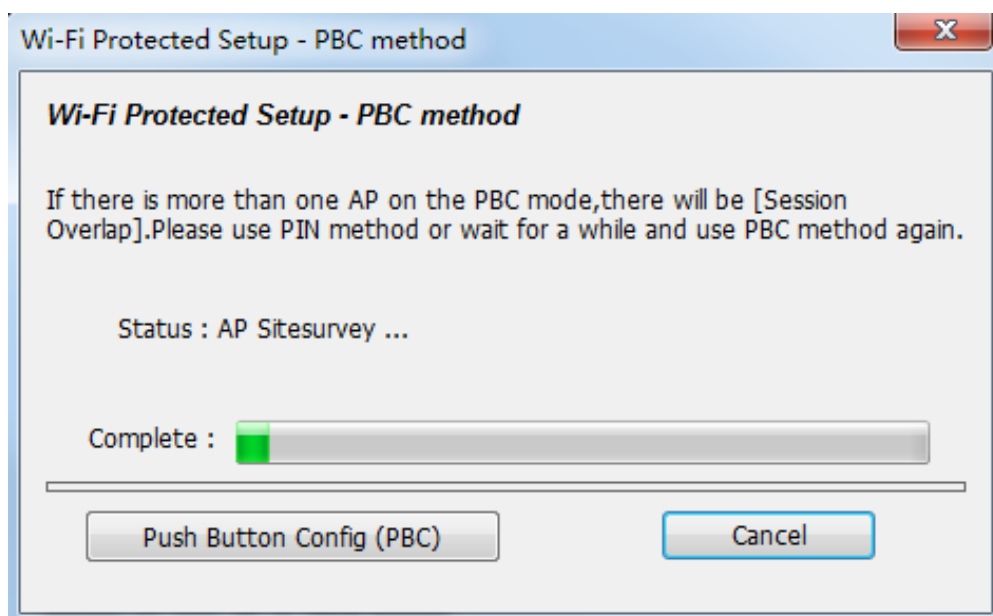 Wi-Fi Protected Setup - PBC method
Wi-Fi Protected Setup - PBC method
If there is more than one AP on the PBC mode,there will be [Session
Overlap].Please use PIN method or wait for a while and use PBC method again.
Status : AP Sitesurvey ...
Complete :
Push Button Config (PBC)
Cancel